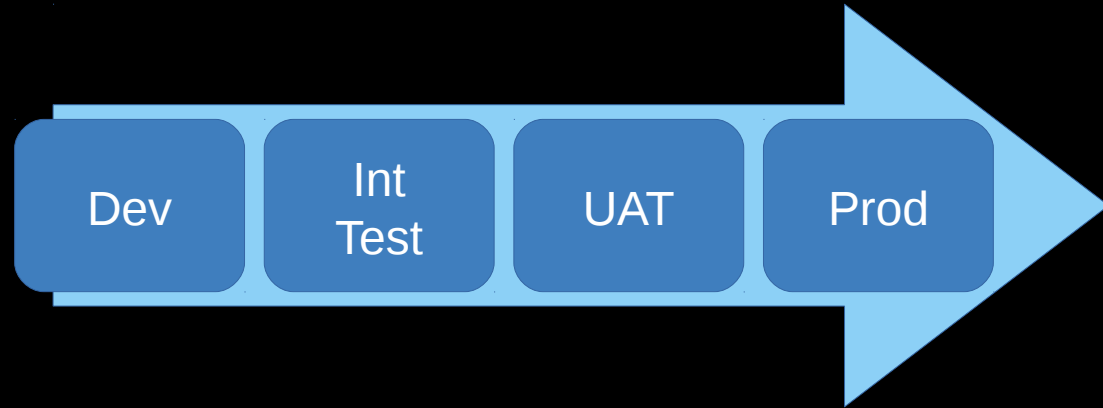 Dev
Int
Test
UAT
Prod